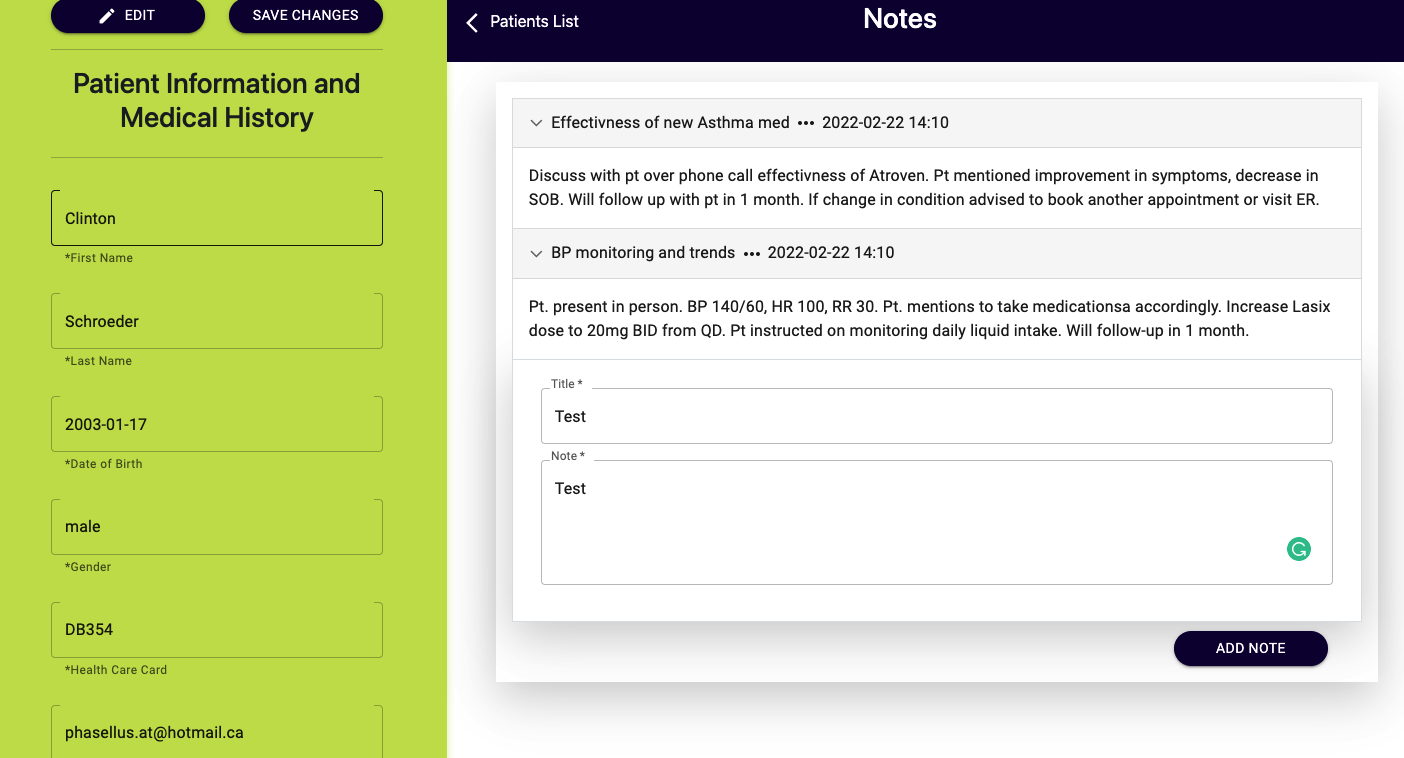 EDIT
SAVE CHANGES
Patient Information and
Medical History
Clinton
*First Name
Schroeder
*Last Name
2003-01-17
*Date of Birth
male
*Gender
DB354
*Health Care Card
phasellus.at@hotmail.ca
Patients List
Notes
Effectivness of new Asthma med ••• 2022-02-22 14:10
Discuss with pt over phone call effectivness of Atroven. Pt mentioned improvement in symptoms, decrease in
SOB. Will follow up with pt in 1 month. If change in condition advised to book another appointment or visit ER.
BP monitoring and trends ••• 2022-02-22 14:10
Pt. present in person. BP 140/60, HR 100, RR 30. Pt. mentions to take medicationsa accordingly. Increase Lasix
dose to 20mg BID from QD. Pt instructed on monitoring daily liquid intake. Will follow-up in 1 month.
Title *
Test
Note *
Test
ADD NOTE